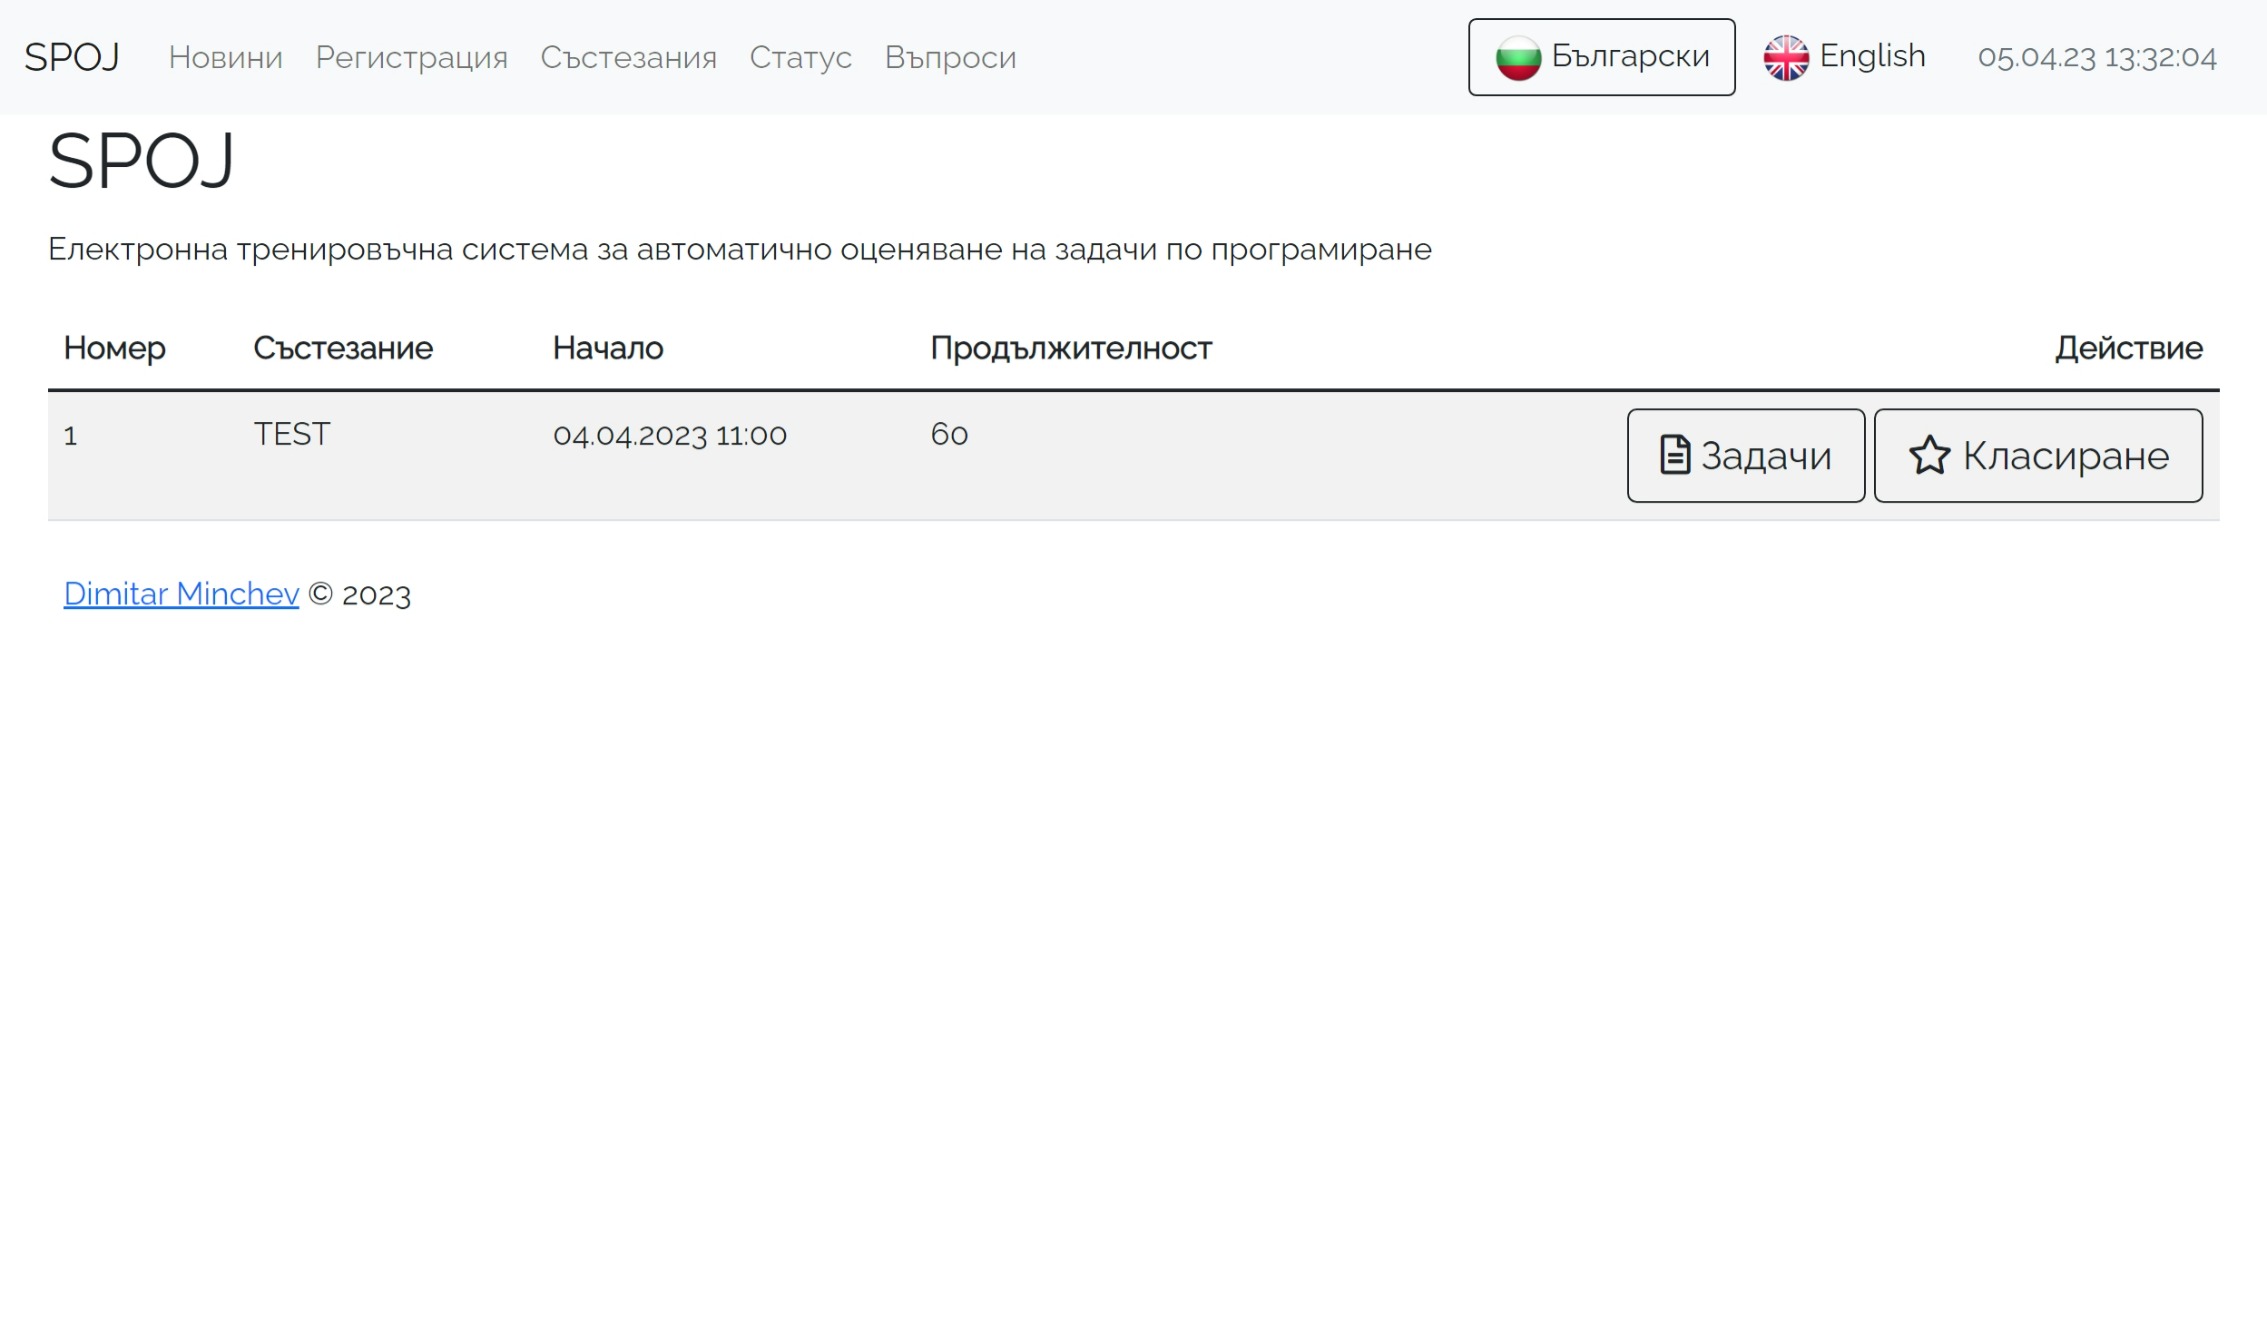 SPOJ Новини Регистрация Състезания Статус Въпроси Български English 05.04.23 13:32:04
SPOJ
Електронна тренировъчна система за автоматично оценяване на задачи по програмиране
Номер Състезание Начало Продължителност Действие
1 TEST 04.04.2023 11:00 60 Задачи Класиране
Dimitar Minchev © 2023